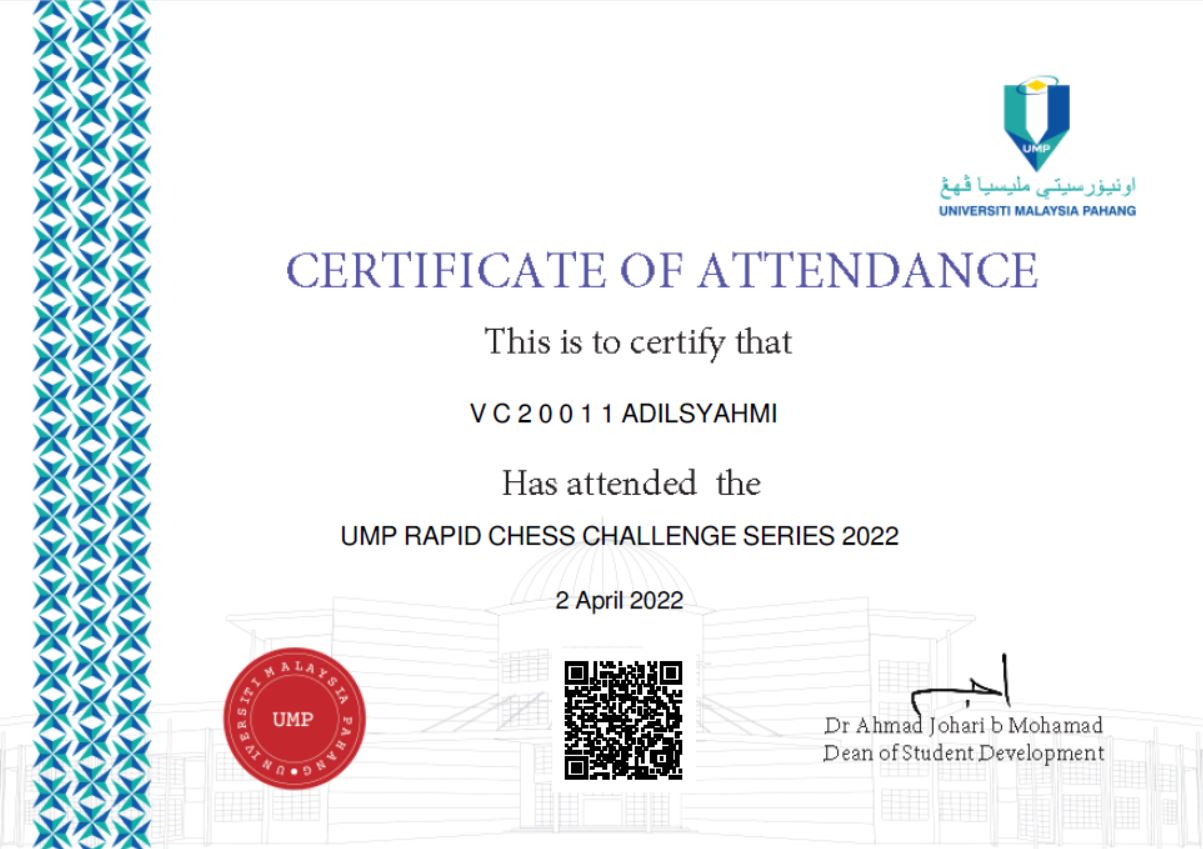 UMP
اونيۏرسيتي مليسيا ڤهڠ
UNIVERSITI MALAYSIA PAHANG
CERTIFICATE OF ATTENDANCE
This is to certify that
V C 2 0 0 1 1 ADILSYAHMI
Has attended the
UMP RAPID CHESS CHALLENGE SERIES 2022
2 April 2022
UNIVERSITI MALAYSIA PAHANG
UMP
Dr Ahmad Johari b Mohamad
Dean of Student Development